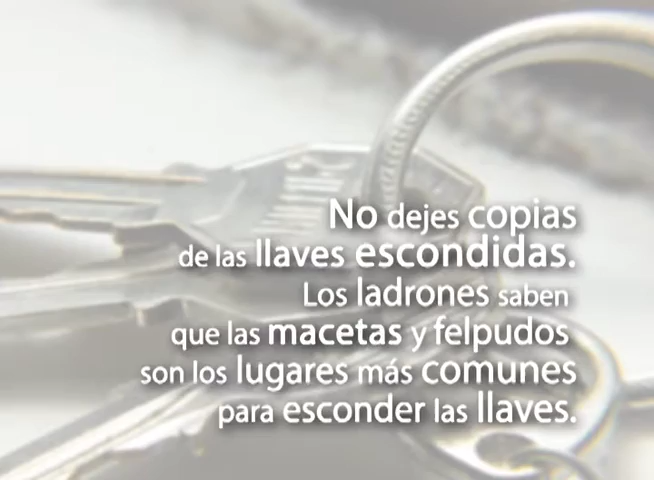 No dejes copias
de las llaves escondidas.
Los ladrones saben
que las macetas y felpudos
son los lugares más comunes
para esconder las llaves.